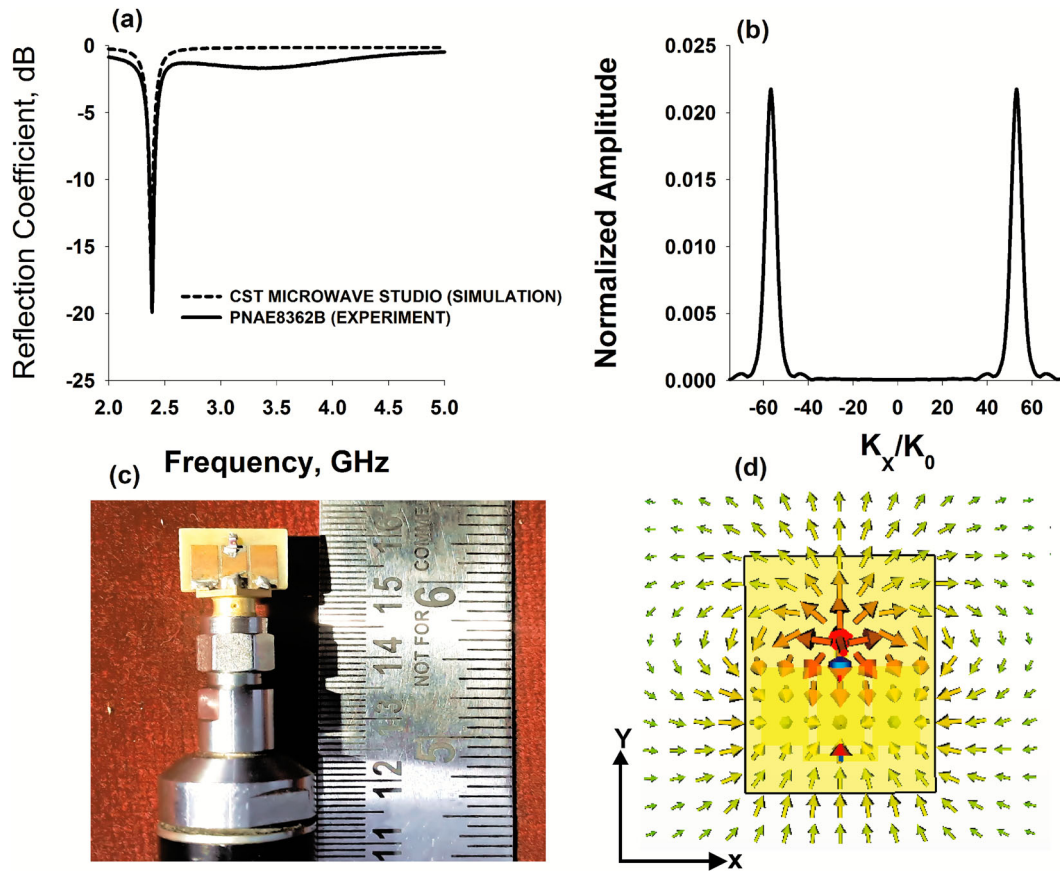 (a)
Reflection Coefficient, dB
0
-5
-10
-15
-20
-25
2.0 2.5 3.0 3.5 4.0 4.5 5.0
CST MICROWAVE STUDIO (SIMULATION)
PNAE8362B (EXPERIMENT)
Frequency, GHz
(b)
Normalized Amplitude
0.025
0.020
0.015
0.010
0.005
0.000
-60 -40 -20 0 20 40 60
KX/K0
(c)
11 12 13 14 15 16
5 6
NOT FOR COMME
(d)
Y
x